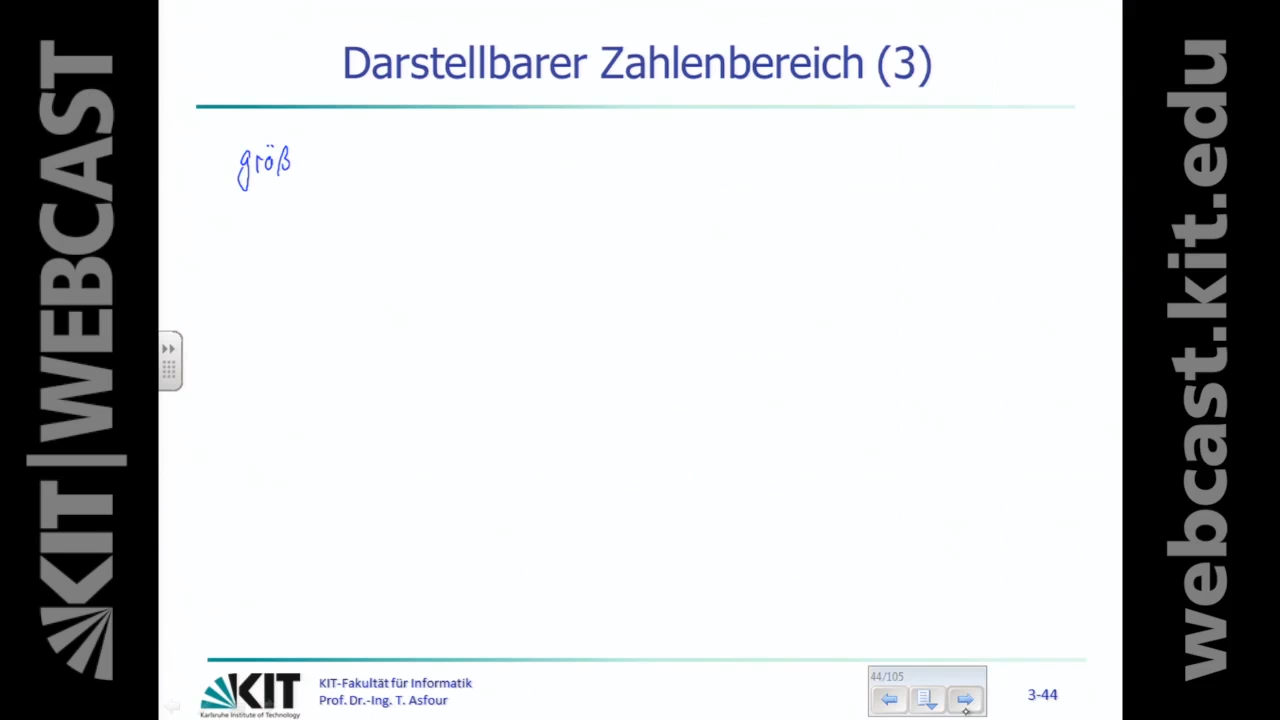 KIT|WEBCAST
Darstellbarer Zahlenbereich (3)
größ
KIT
Karlsruhe Institute of Technology
KIT-Fakultät für Informatik
Prof. Dr.-Ing. T. Asfour
44/105
3-44
webcast.kit.edu